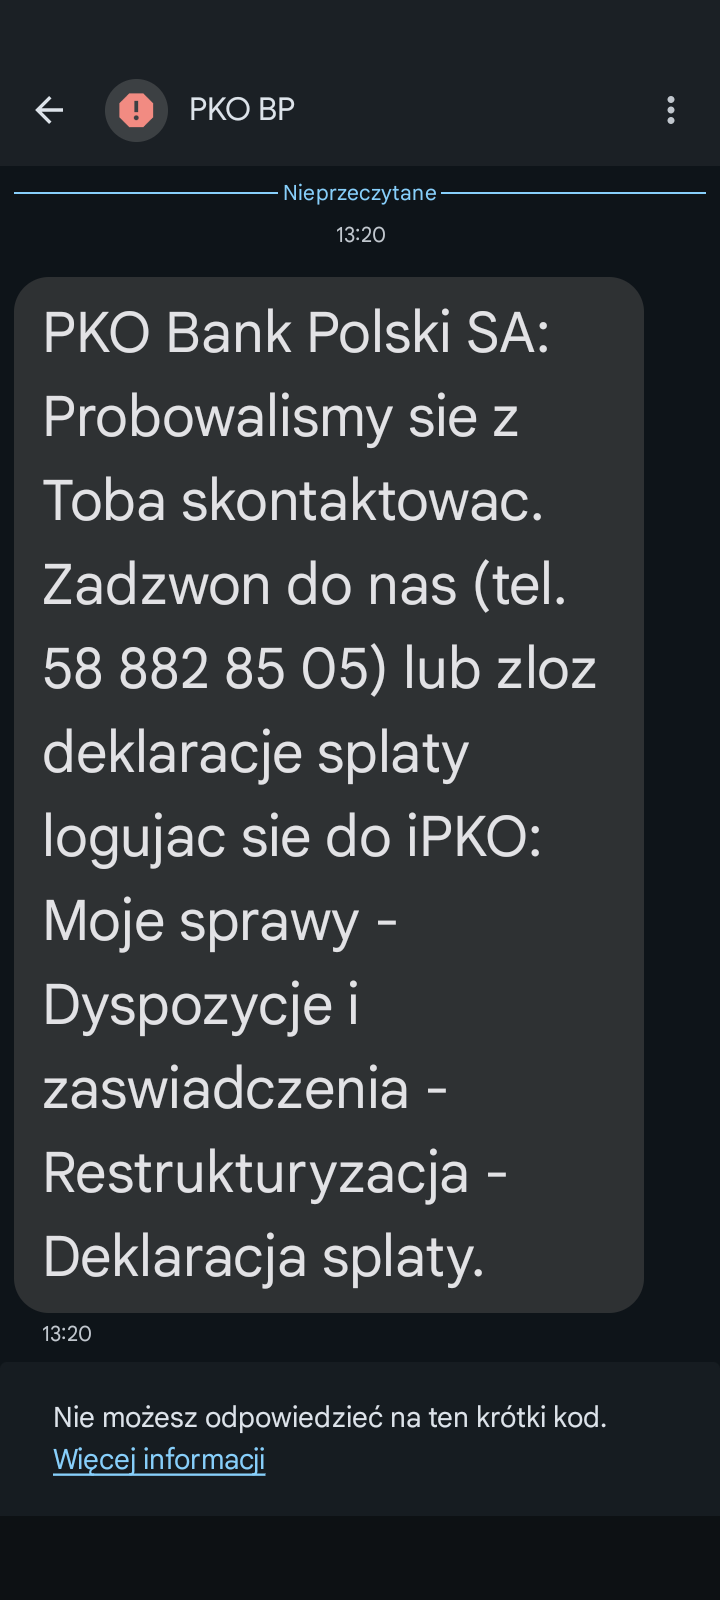 PKO BP
Nieprzeczytane
13:20
PKO Bank Polski SA:
Probowalismy sie z
Toba skontaktowac.
Zadzwon do nas (tel.
58 882 85 05) lub zloz
deklaracje splaty
logujac sie do iPKO:
Moje sprawy -
Dyspozycje i
zaswiadczenia -
Restrukturyzacja -
Deklaracja splaty.
13:20
Nie możesz odpowiedzieć na ten krótki kod.
Więcej informacji